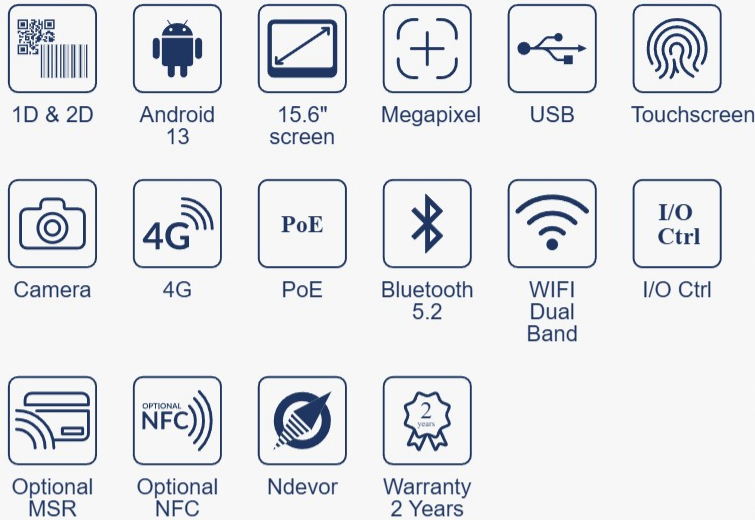 1D & 2D
Android
13
15.6"
screen
Megapixel
USB
Touchscreen
4G
PoE
I/O
Ctrl
Camera
4G
PoE
Bluetooth
5.2
WIFI
Dual
Band
I/O Ctrl
OPTIONAL
NFC
2
years
Optional
MSR
Optional
NFC
Ndevor
Warranty
2 Years